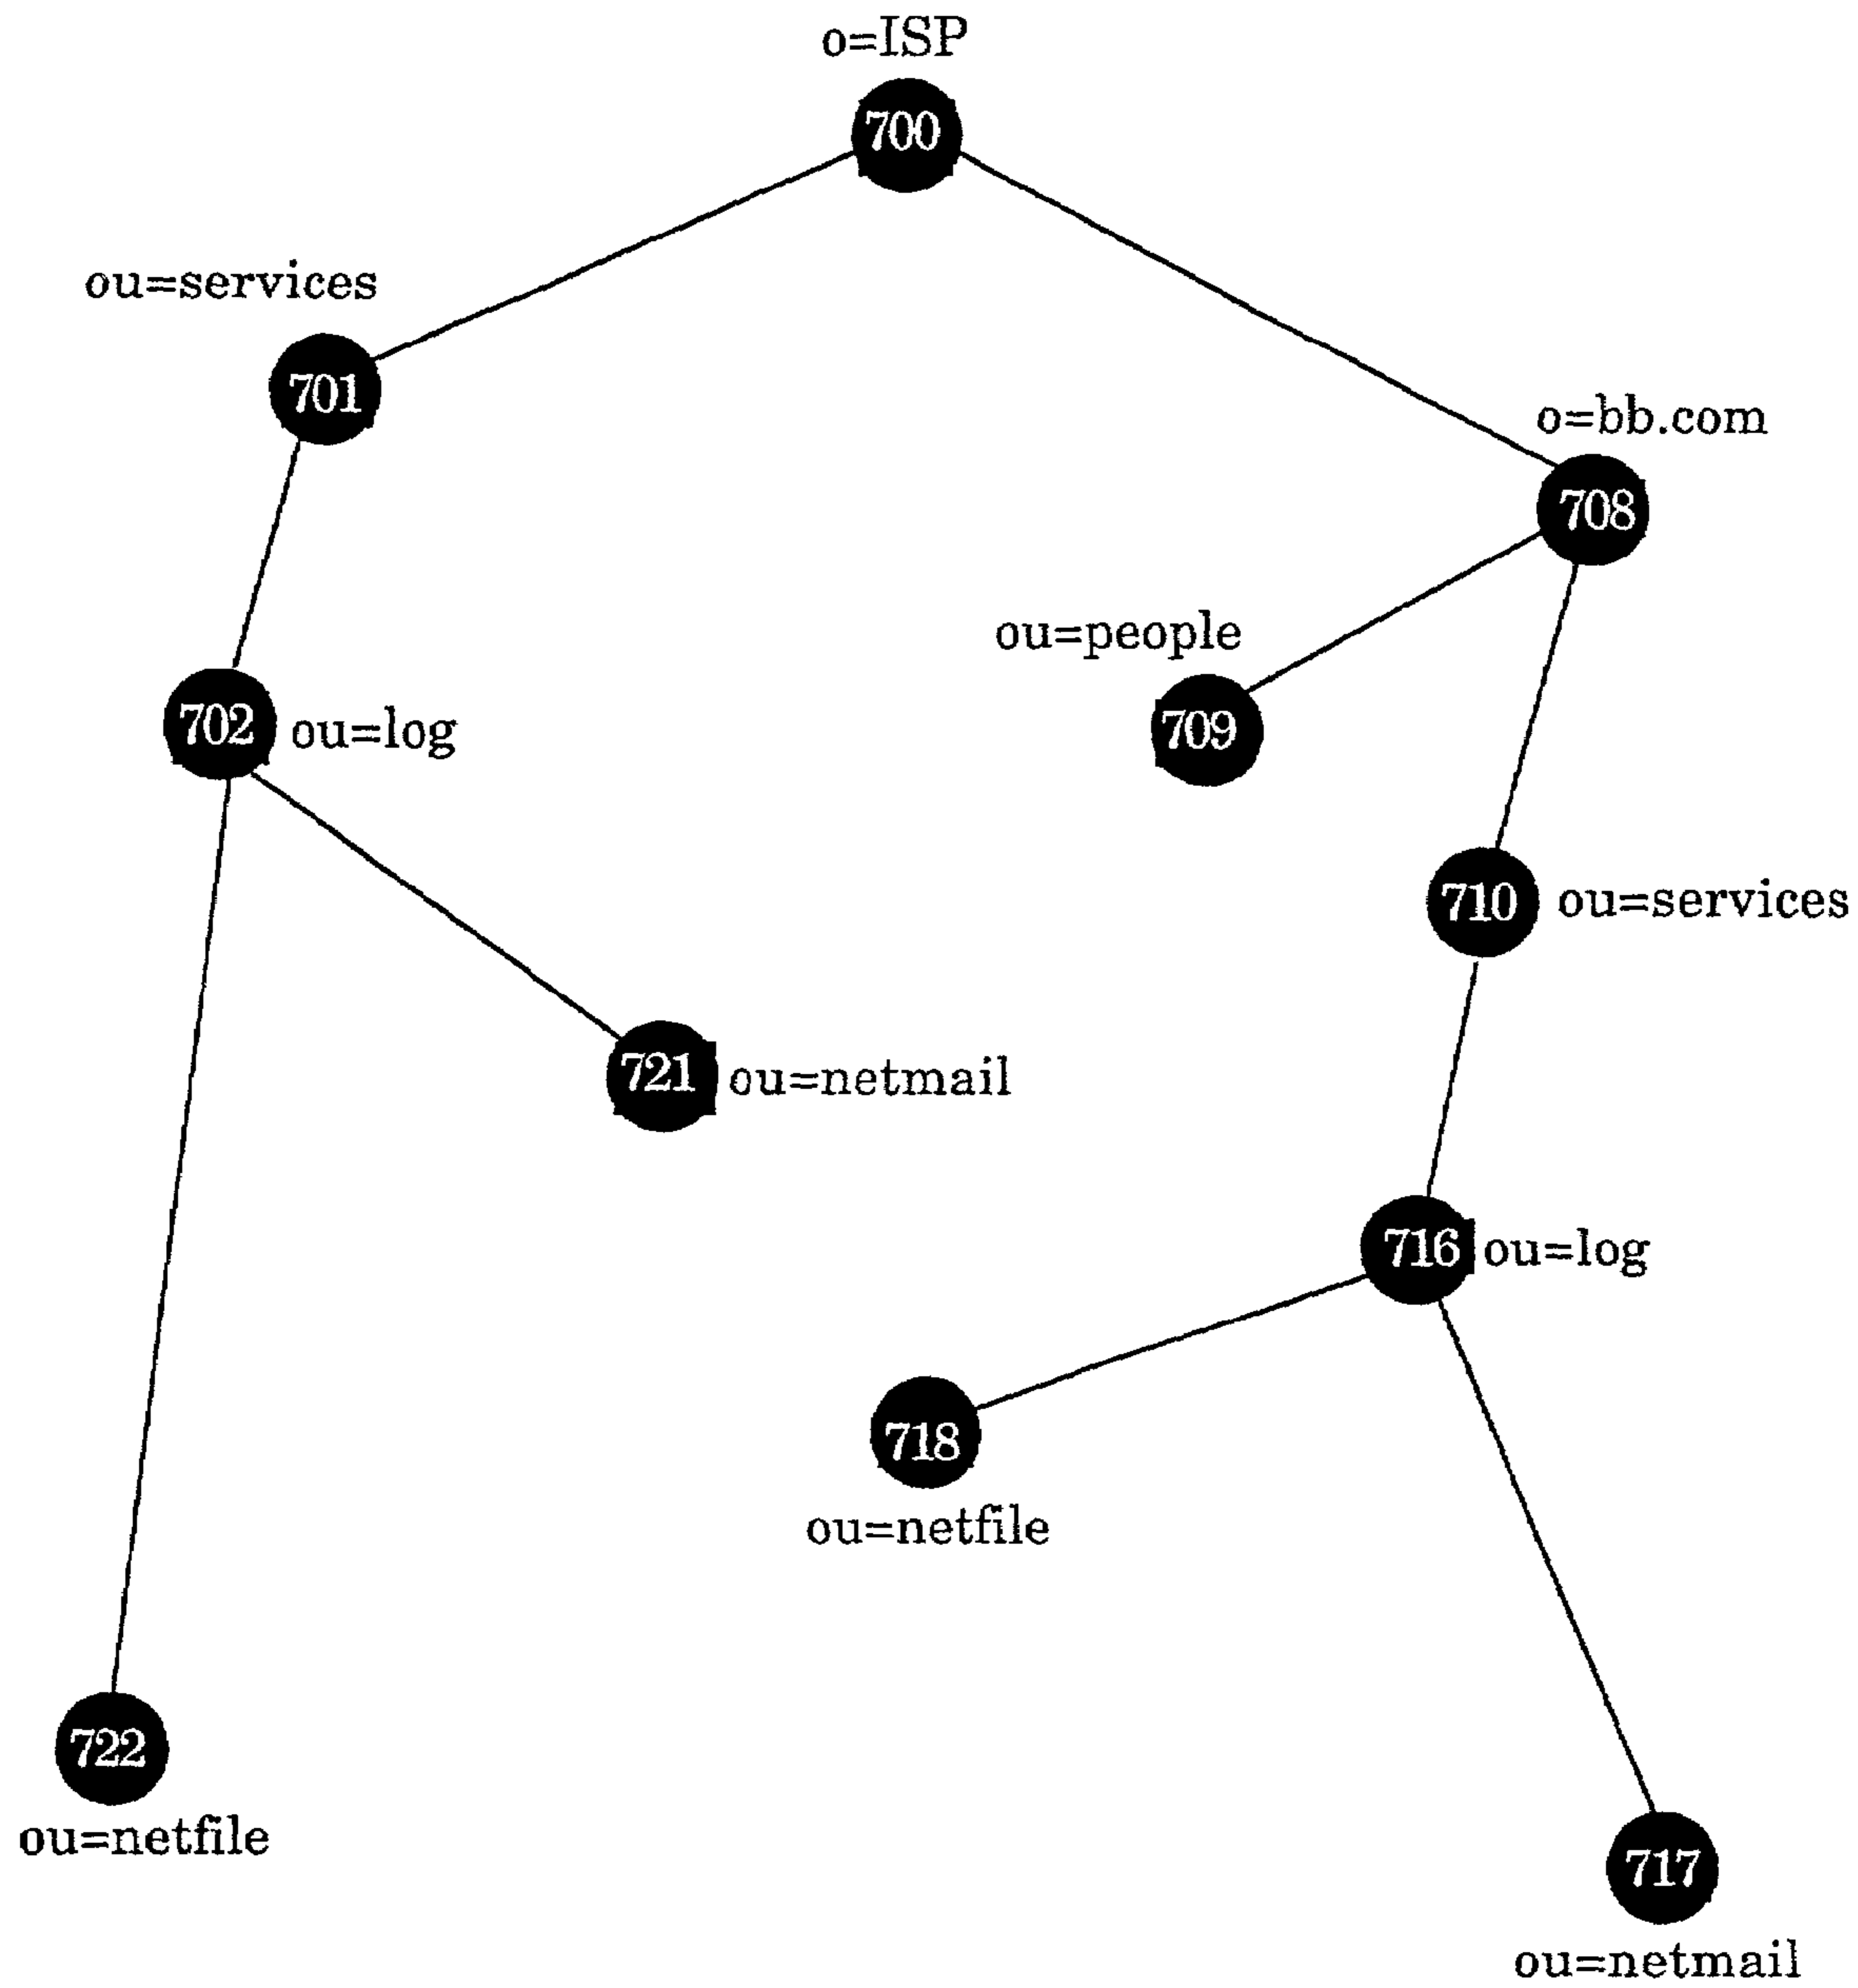 o=ISP
700
ou=services
701
o=bb.com
708
ou=people
709
702 ou=log
710 ou=services
721 ou=netmail
716 ou=log
718
ou=netfile
722
ou=netfile
717
ou=netmail